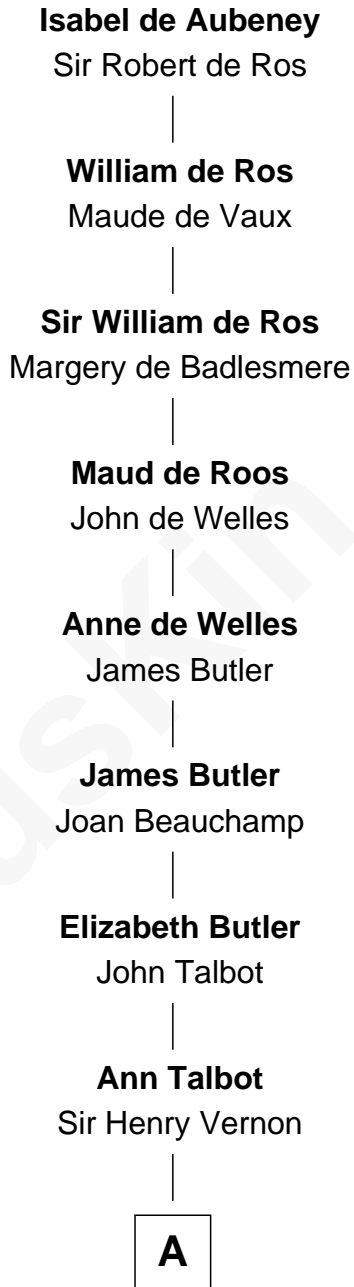 Isabel de Aubeney
Sir Robert de Ros
William de Ros
Maude de Vaux
Sir William de Ros
Margery de Badlesmere
Maud de Roos
John de Welles
Anne de Welles
James Butler
James Butler
Joan Beauchamp
Elizabeth Butler
John Talbot
Ann Talbot
Sir Henry Vernon
A